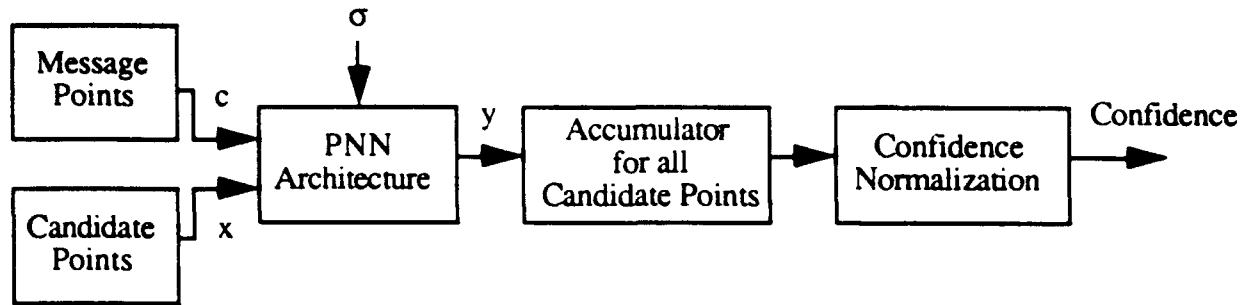 σ
Message
Points
c
PNN
Architecture
y
Accumulator
for all
Candidate Points
Confidence
Normalization
Confidence
Candidate
Points
x